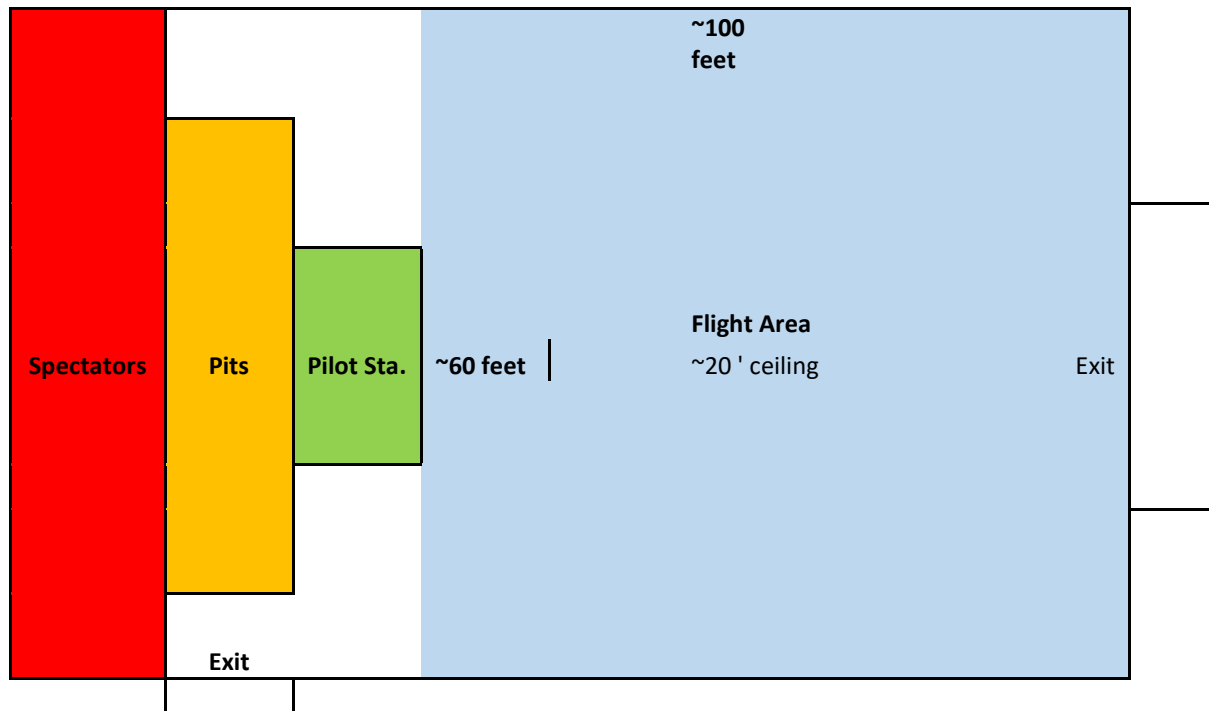 ~100
feet
Flight Area
Spectators Pits Pilot Sta. ~60 feet ~20 ' ceiling Exit
Exit